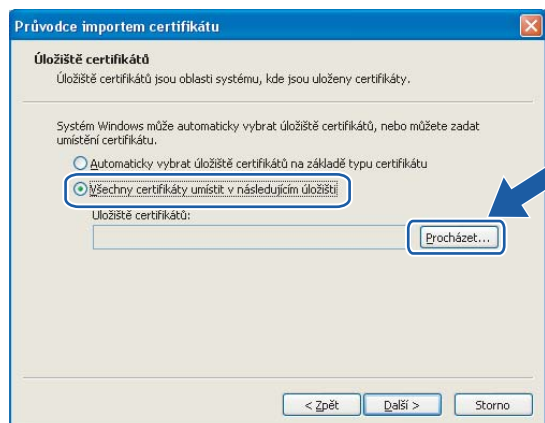 Průvodce importem certifikátu
Úložiště certifikátů
Úložiště certifikátů jsou oblasti systému, kde jsou uloženy certifikáty.
Systém Windows může automaticky vybrat úložiště certifikátů, nebo můžete zadat
umístění certifikátu.
Automaticky vybrat úložiště certifikátů na základě typu certifikátu
Všechny certifikáty umístit v následujícím úložišti
Uložiště certifikátů:
Procházet...
< Zpět
Další >
Storno